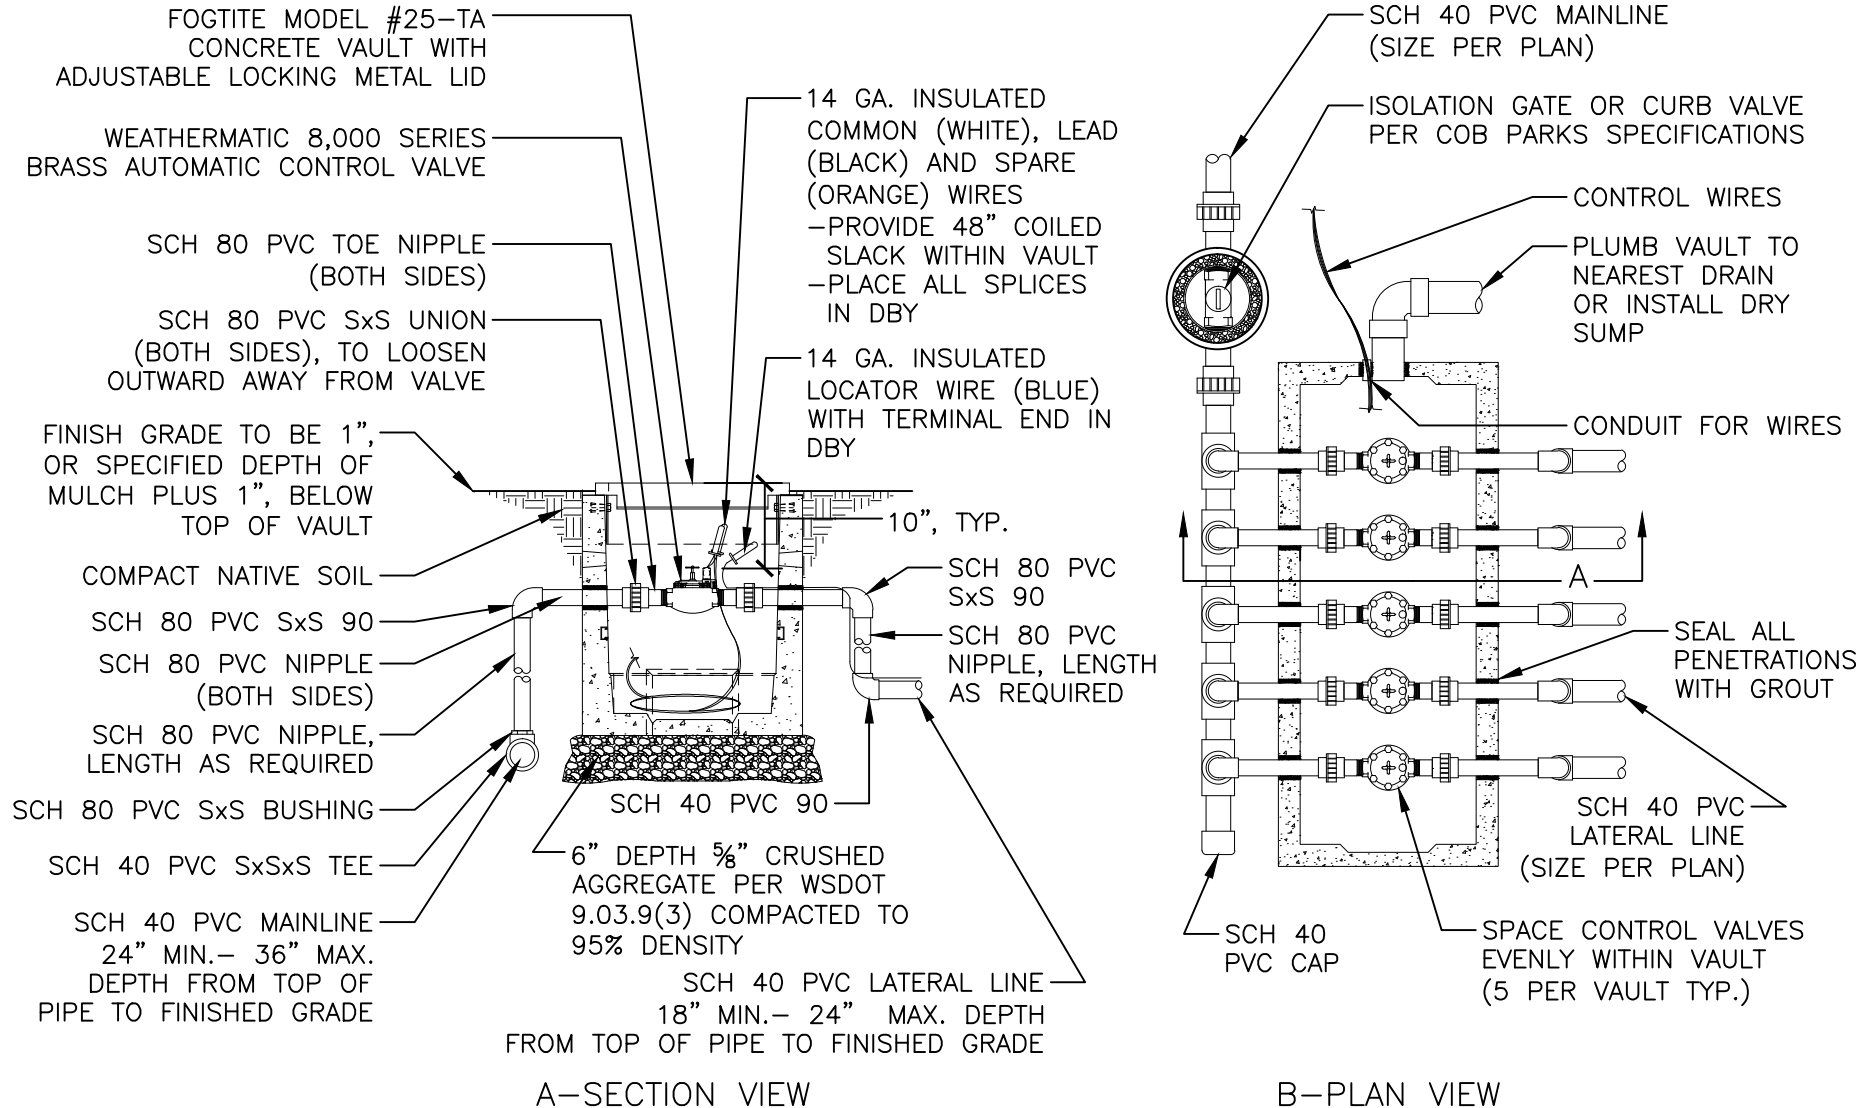 FOGTITE MODEL #25-TA
CONCRETE VAULT WITH
ADJUSTABLE LOCKING METAL LID
WEATHERMATIC 8,000 SERIES
BRASS AUTOMATIC CONTROL VALVE
SCH 80 PVC TOE NIPPLE
(BOTH SIDES)
SCH 80 PVC SxS UNION
(BOTH SIDES), TO LOOSEN
OUTWARD AWAY FROM VALVE
FINISH GRADE TO BE 1”,
OR SPECIFIED DEPTH OF
MULCH PLUS 1”, BELOW
TOP OF VAULT
COMPACT NATIVE SOIL
SCH 80 PVC SxS 90
SCH 80 PVC NIPPLE
(BOTH SIDES)
SCH 80 PVC NIPPLE,
LENGTH AS REQUIRED
SCH 80 PVC SxS BUSHING
SCH 40 PVC SxSxS TEE
SCH 40 PVC MAINLINE
24” MIN.– 36” MAX.
DEPTH FROM TOP OF
PIPE TO FINISHED GRADE
14 GA. INSULATED
COMMON (WHITE), LEAD
(BLACK) AND SPARE
(ORANGE) WIRES
–PROVIDE 48” COILED
SLACK WITHIN VAULT
–PLACE ALL SPLICES
IN DBY
14 GA. INSULATED
LOCATOR WIRE (BLUE)
WITH TERMINAL END IN
DBY
10”, TYP.
SCH 80 PVC
SxS 90
SCH 80 PVC
NIPPLE, LENGTH
AS REQUIRED
SCH 40 PVC 90
6” DEPTH ⅝” CRUSHED
AGGREGATE PER WSDOT
9.03.9(3) COMPACTED TO
95% DENSITY
SCH 40 PVC LATERAL LINE
18” MIN.– 24” MAX. DEPTH
FROM TOP OF PIPE TO FINISHED GRADE
A–SECTION VIEW
SCH 40 PVC MAINLINE
(SIZE PER PLAN)
ISOLATION GATE OR CURB VALVE
PER COB PARKS SPECIFICATIONS
CONTROL WIRES
PLUMB VAULT TO
NEAREST DRAIN
OR INSTALL DRY
SUMP
CONDUIT FOR WIRES
A
SEAL ALL
PENETRATIONS
WITH GROUT
SCH 40 PVC
LATERAL LINE
(SIZE PER PLAN)
SCH 40
PVC CAP
SPACE CONTROL VALVES
EVENLY WITHIN VAULT
(5 PER VAULT TYP.)
B–PLAN VIEW